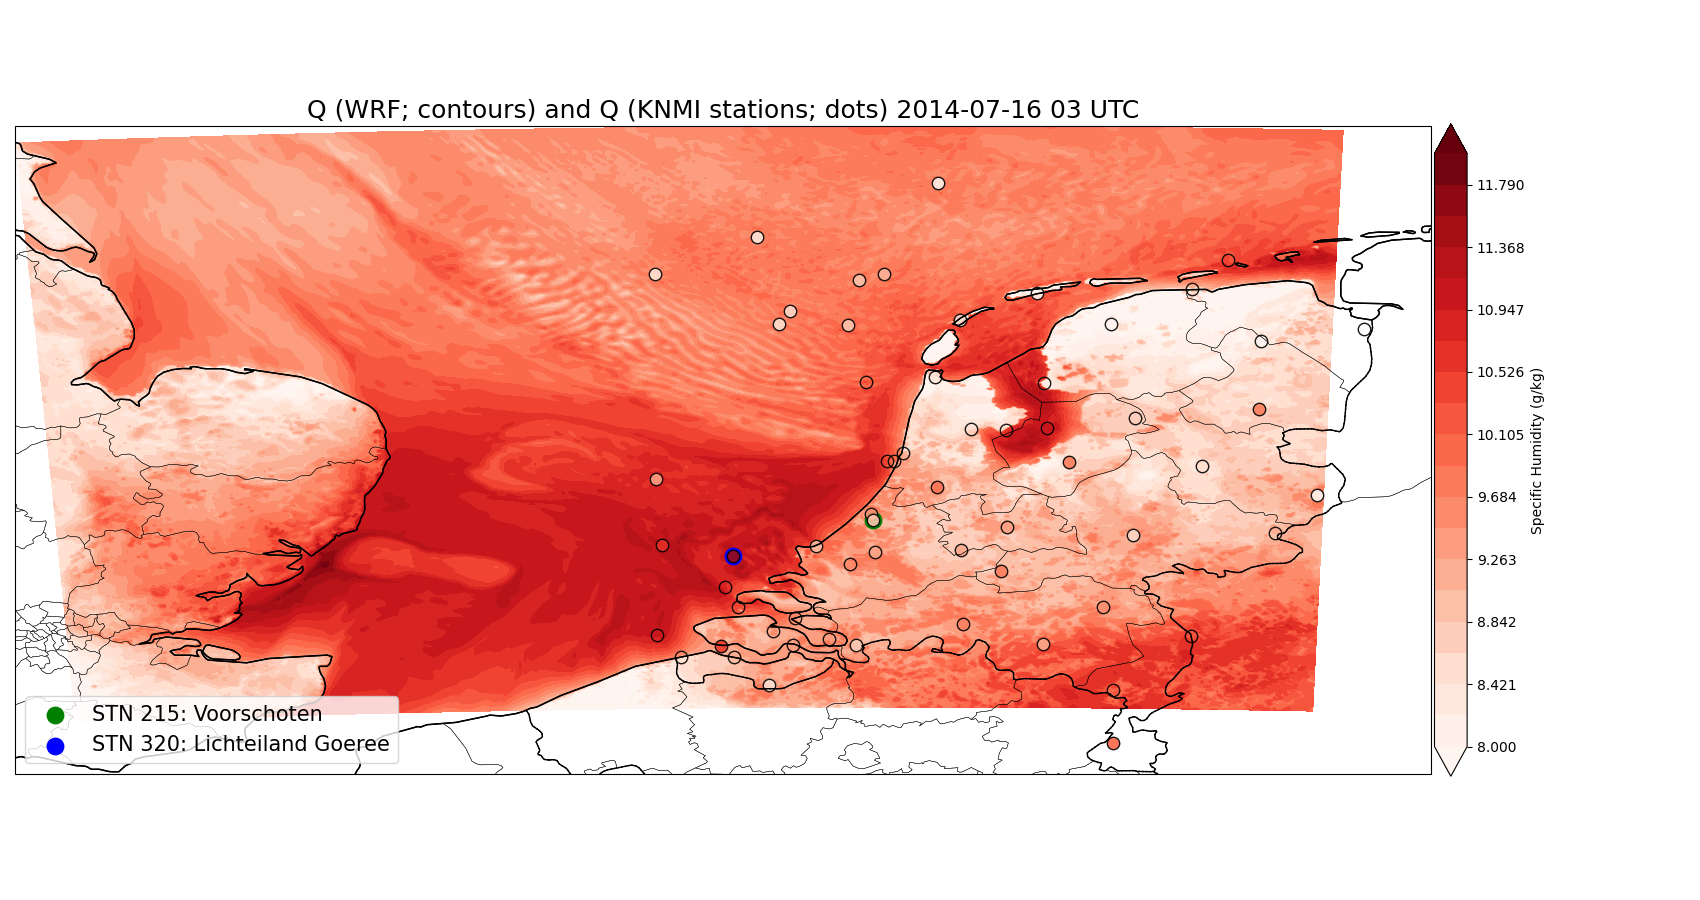 Q (WRF; contours) and Q (KNMI stations; dots) 2014-07-16 03 UTC
11.790
11.368
10.947
10.526
10.105
9.684
9.263
8.842
8.421
8.000
Specific Humidity (g/kg)
STN 215: Voorschoten
STN 320: Lichteiland Goeree